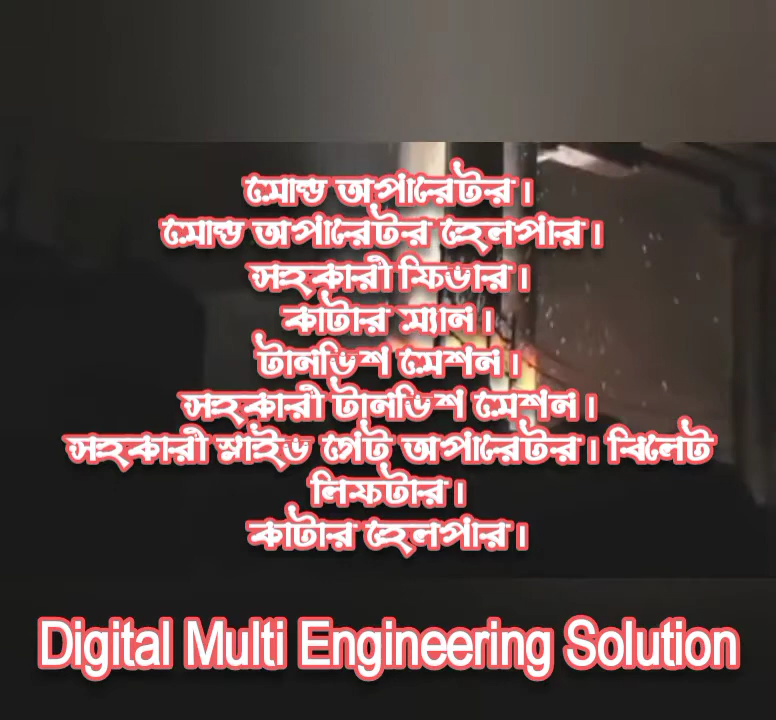 মোল্ড অপারেটর।
মোল্ড অপারেটর হেলপার।
সহকারী ফিডার।
কাটার ম্যান।
টানডিশ মেশন।
সহকারী টানডিশ মেশন।
সহকারী স্লাইড গেট অপারেটর। বিলেট
লিফটার।
কাটার হেলপার।
Digital Multi Engineering Solution